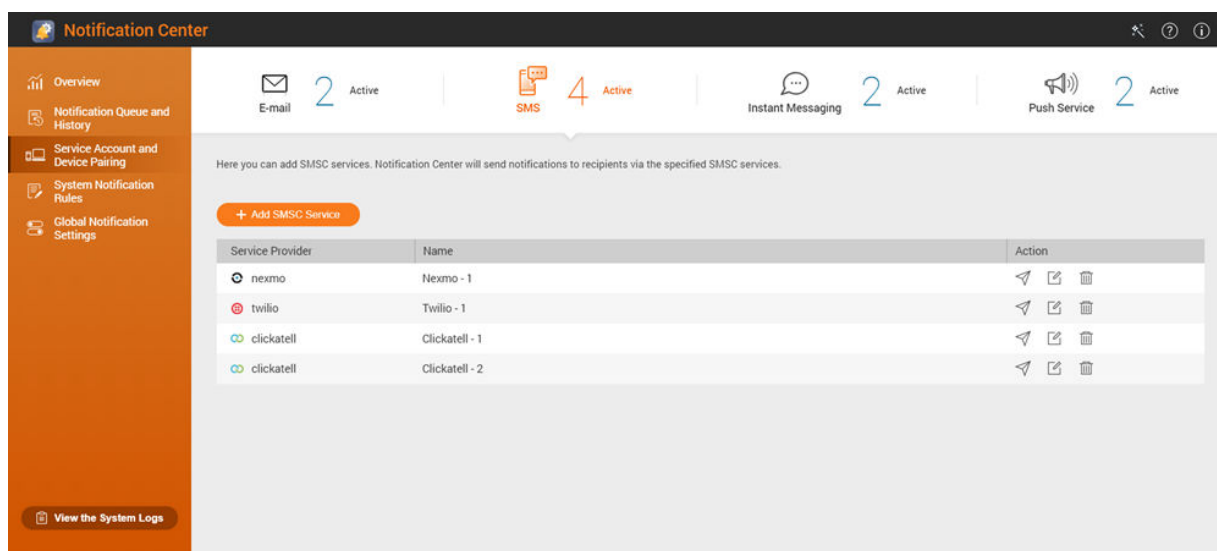 Notification Center
Overview
Notification Queue and
History
Service Account and
Device Pairing
System Notification
Rules
Global Notification
Settings
View the System Logs
E-mail
2
Active
SMS
4
Active
Instant Messaging
2
Active
Push Service
2
Active
Here you can add SMSC services. Notification Center will send notifications to recipients via the specified SMSC services.
+ Add SMSC Service
Service Provider Name Action
nexmo Nexmo - 1
twilio Twilio - 1
clickatell Clickatell - 1
clickatell Clickatell - 2